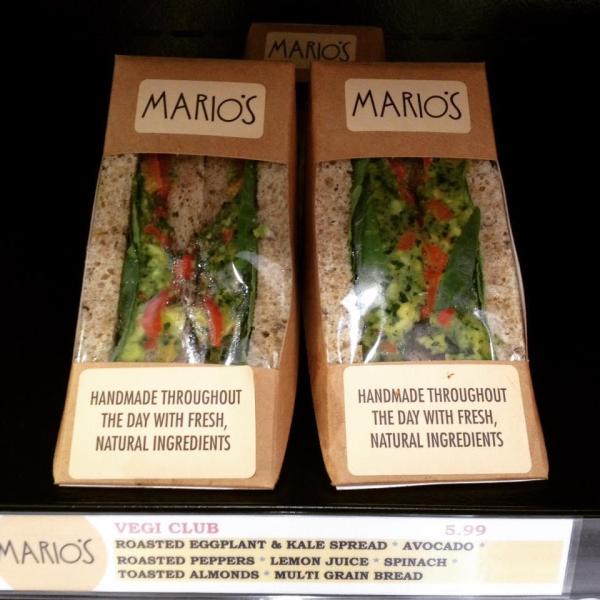 MARIO'S
MARIO'S
MARIO'S
HANDMADE THROUGHOUT
THE DAY WITH FRESH,
NATURAL INGREDIENTS
HANDMADE THROUGHOUT
THE DAY WITH FRESH,
NATURAL INGREDIENTS
MARIO'S
VEGI CLUB 5.99
ROASTED EGGPLANT & KALE SPREAD * AVOCADO *
ROASTED PEPPERS * LEMON JUICE * SPINACH *
TOASTED ALMONDS * MULTI GRAIN BREAD